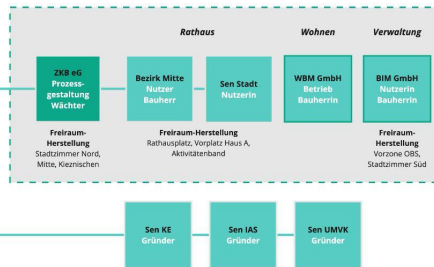 Rathaus
Wohnen
Verwaltung
ZKB eG
Prozess-
gestaltung
Wächter
Bezirk Mitte
Nutzer
Bauherr
Sen Stadt
Nutzerin
WBM GmbH
Betrieb
Bauherrin
BIM GmbH
Nutzerin
Bauherrin
Freiraum-
Herstellung
Stadtzimmer Nord,
Mitte, Kieznischen
Freiraum-Herstellung
Rathausplatz, Vorplatz Haus A,
Aktivitätenband
Freiraum-
Herstellung
Vorzone OBS,
Stadtzimmer Süd
Sen KE
Gründer
Sen IAS
Gründer
Sen UMVK
Gründer